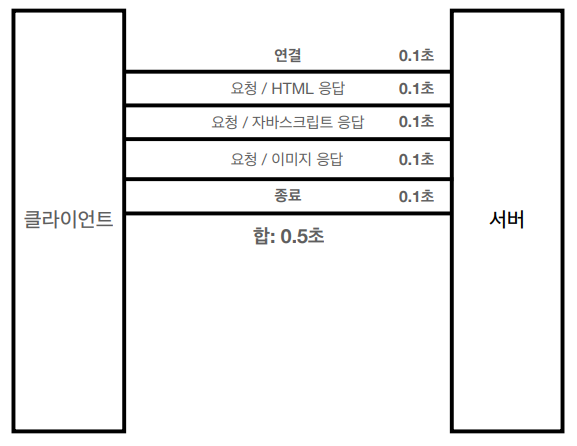 연결 0.1초
요청 / HTML 응답 0.1초
요청 / 자바스크립트 응답 0.1초
요청 / 이미지 응답 0.1초
종료 0.1초
클라이언트
서버
합: 0.5초